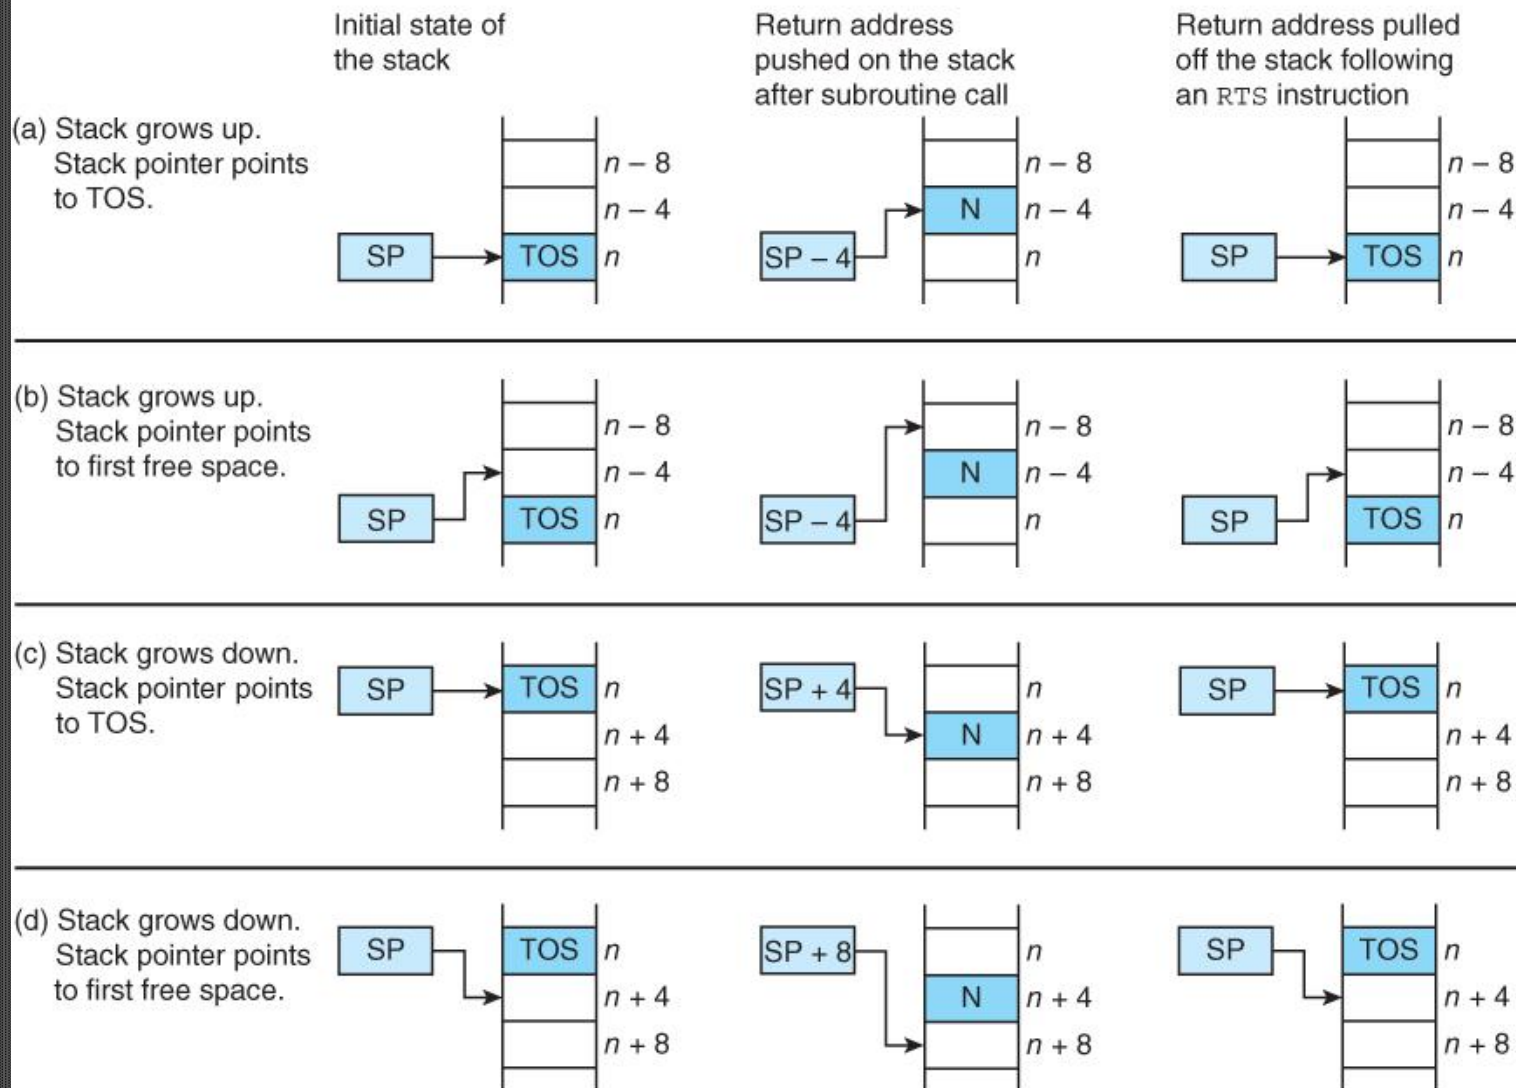 Initial state of
the stack
Return address
pushed on the stack
after subroutine call
Return address pulled
off the stack following
an RTS instruction
(a) Stack grows up.
Stack pointer points
to TOS.
n – 8
n – 4
SP
TOS
n
n – 8
N
n – 4
SP – 4
n
n – 8
n – 4
SP
TOS
n
(b) Stack grows up.
Stack pointer points
to first free space.
n – 8
n – 4
SP
TOS
n
n – 8
N
n – 4
SP – 4
n
n – 8
n – 4
SP
TOS
n
(c) Stack grows down.
Stack pointer points
to TOS.
SP
TOS
n
n + 4
n + 8
SP + 4
n
N
n + 4
n + 8
SP
TOS
n
n + 4
n + 8
(d) Stack grows down.
Stack pointer points
to first free space.
SP
TOS
n
n + 4
n + 8
SP + 8
n
N
n + 4
n + 8
SP
TOS
n
n + 4
n + 8